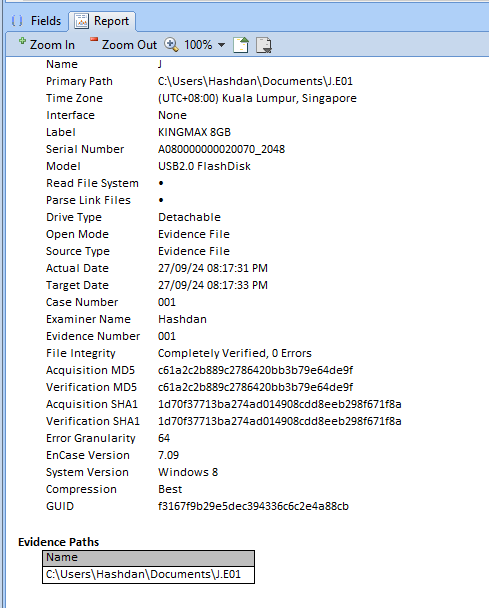 Fields Report
Zoom In Zoom Out 100%
Name J
Primary Path C:\Users\Hashdan\Documents\J.E01
Time Zone (UTC+08:00) Kuala Lumpur, Singapore
Interface None
Label KINGMAX 8GB
Serial Number A080000000020070_2048
Model USB2.0 FlashDisk
Read File System •
Parse Link Files •
Drive Type Detachable
Open Mode Evidence File
Source Type Evidence File
Actual Date 27/09/24 08:17:31 PM
Target Date 27/09/24 08:17:33 PM
Case Number 001
Examiner Name Hashdan
Evidence Number 001
File Integrity Completely Verified, 0 Errors
Acquisition MD5 c61a2c2b889c2786420bb3b79e64de9f
Verification MD5 c61a2c2b889c2786420bb3b79e64de9f
Acquisition SHA1 1d70f37713ba274ad014908cdd8eeb298f671f8a
Verification SHA1 1d70f37713ba274ad014908cdd8eeb298f671f8a
Error Granularity 64
EnCase Version 7.09
System Version Windows 8
Compression Best
GUID f3167f9b29e5dec394336c6c2e4a88cb
Evidence Paths
Name
C:\Users\Hashdan\Documents\J.E01